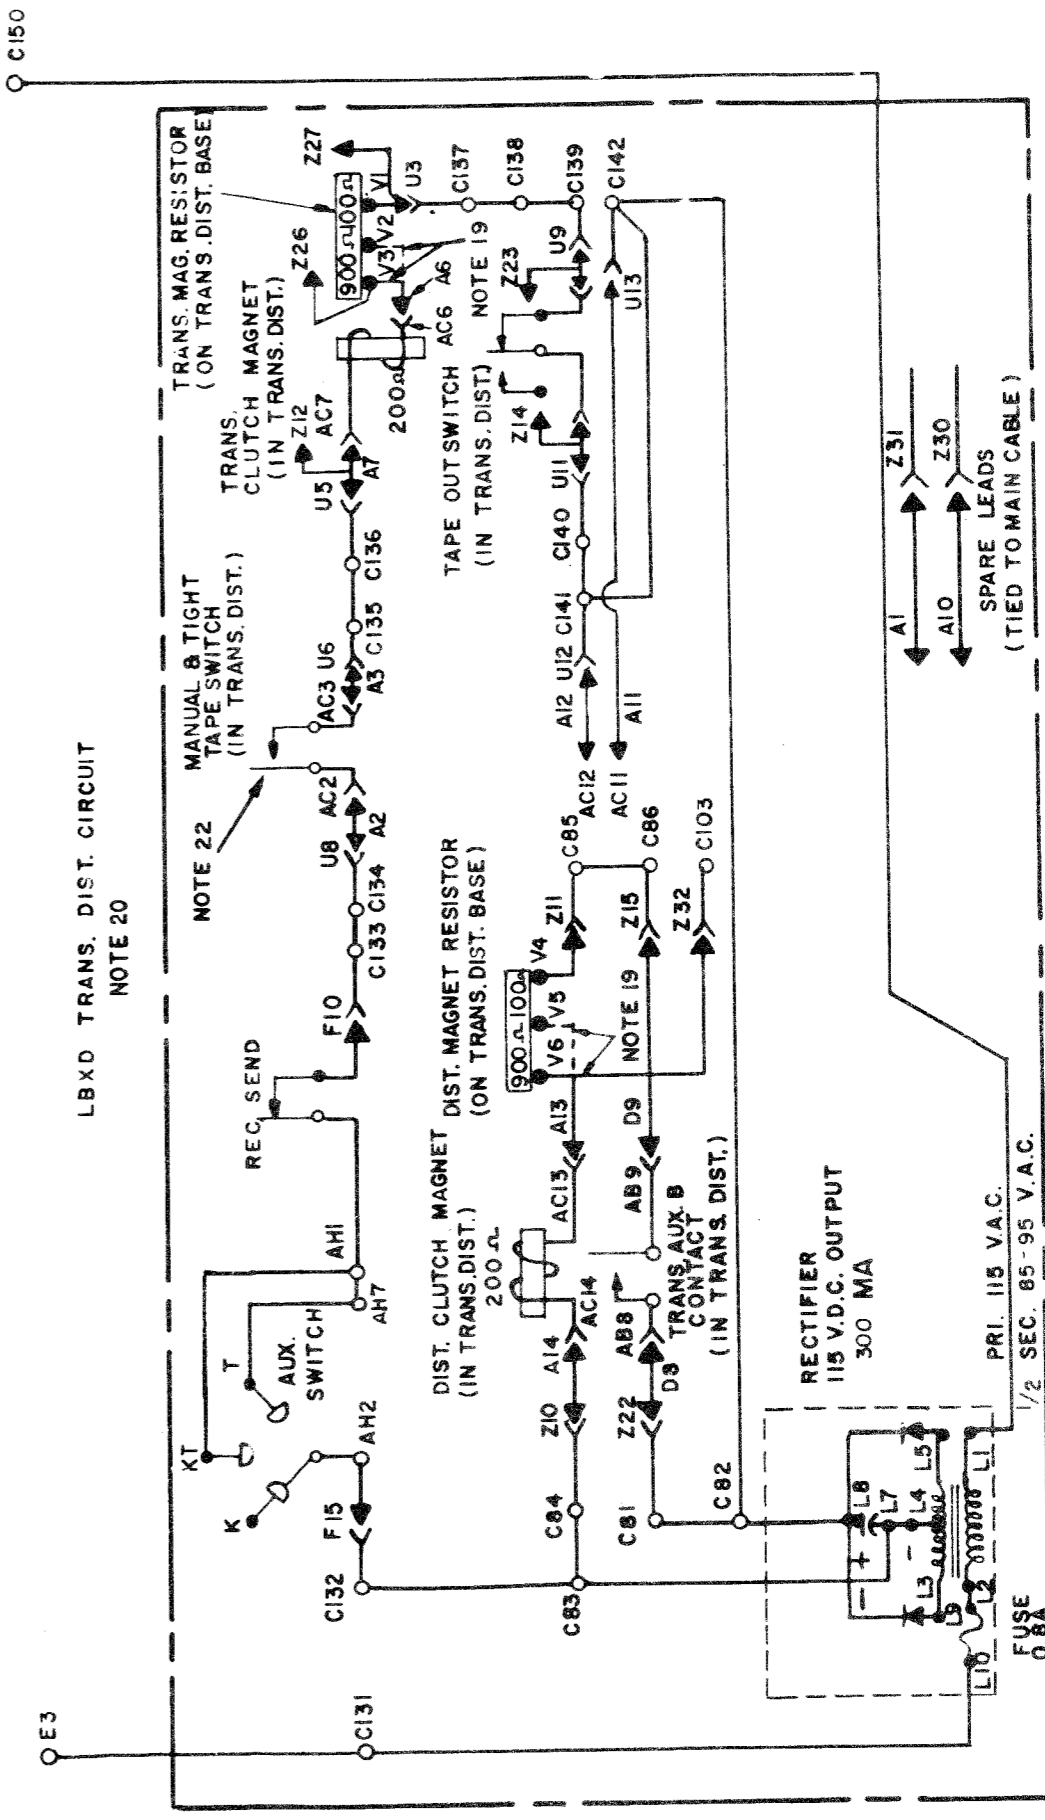 C150
E3
LBXD TRANS. DIST. CIRCUIT
NOTE 20
TRANS. MAG. RESISTOR
(ON TRANS. DIST. BASE)
TRANS.
CLUTCH MAGNET
(IN TRANS. DIST.)
MANUAL & TIGHT
TAPE SWITCH
(IN TRANS. DIST.)
NOTE 22
REC. SEND
KT
T
K
AUX.
SWITCH
AH1
AH7
AH2
F15
C132
C131
F10
C133
C134
U8
A2
AC2
AC3
U6
A3
C135
C136
U5
A7
Z12
AC7
200Ω
AC6
A6
Z26
900Ω
100Ω
V3
V2
V1
Z27
U3
NOTE 19
C137
C138
C139
C142
U9
Z23
U13
TAPE OUT SWITCH
(IN TRANS. DIST.)
Z14
U11
C140
C141
U12
A12
A11
AC12
AC11
DIST. MAGNET RESISTOR
(ON TRANS. DIST. BASE)
900Ω
100Ω
V6
V5
V4
Z11
C85
C86
Z15
Z32
C103
NOTE 19
DIST. CLUTCH MAGNET
(IN TRANS. DIST.)
200Ω
A13
AC13
AC14
A14
Z10
C84
C83
D9
AB9
AB8
D8
Z22
C81
C82
TRANS. AUX. B
CONTACT
(IN TRANS. DIST.)
RECTIFIER
115 V.D.C. OUTPUT
300 MA
PRI. 115 V.A.C.
1/2 SEC. 85-95 V.A.C.
L8
L7
L5
L4
L3
L9
L2
L1
L10
+
-
FUSE
0.8A
A1
Z31
A10
Z30
SPARE LEADS
(TIED TO MAIN CABLE)